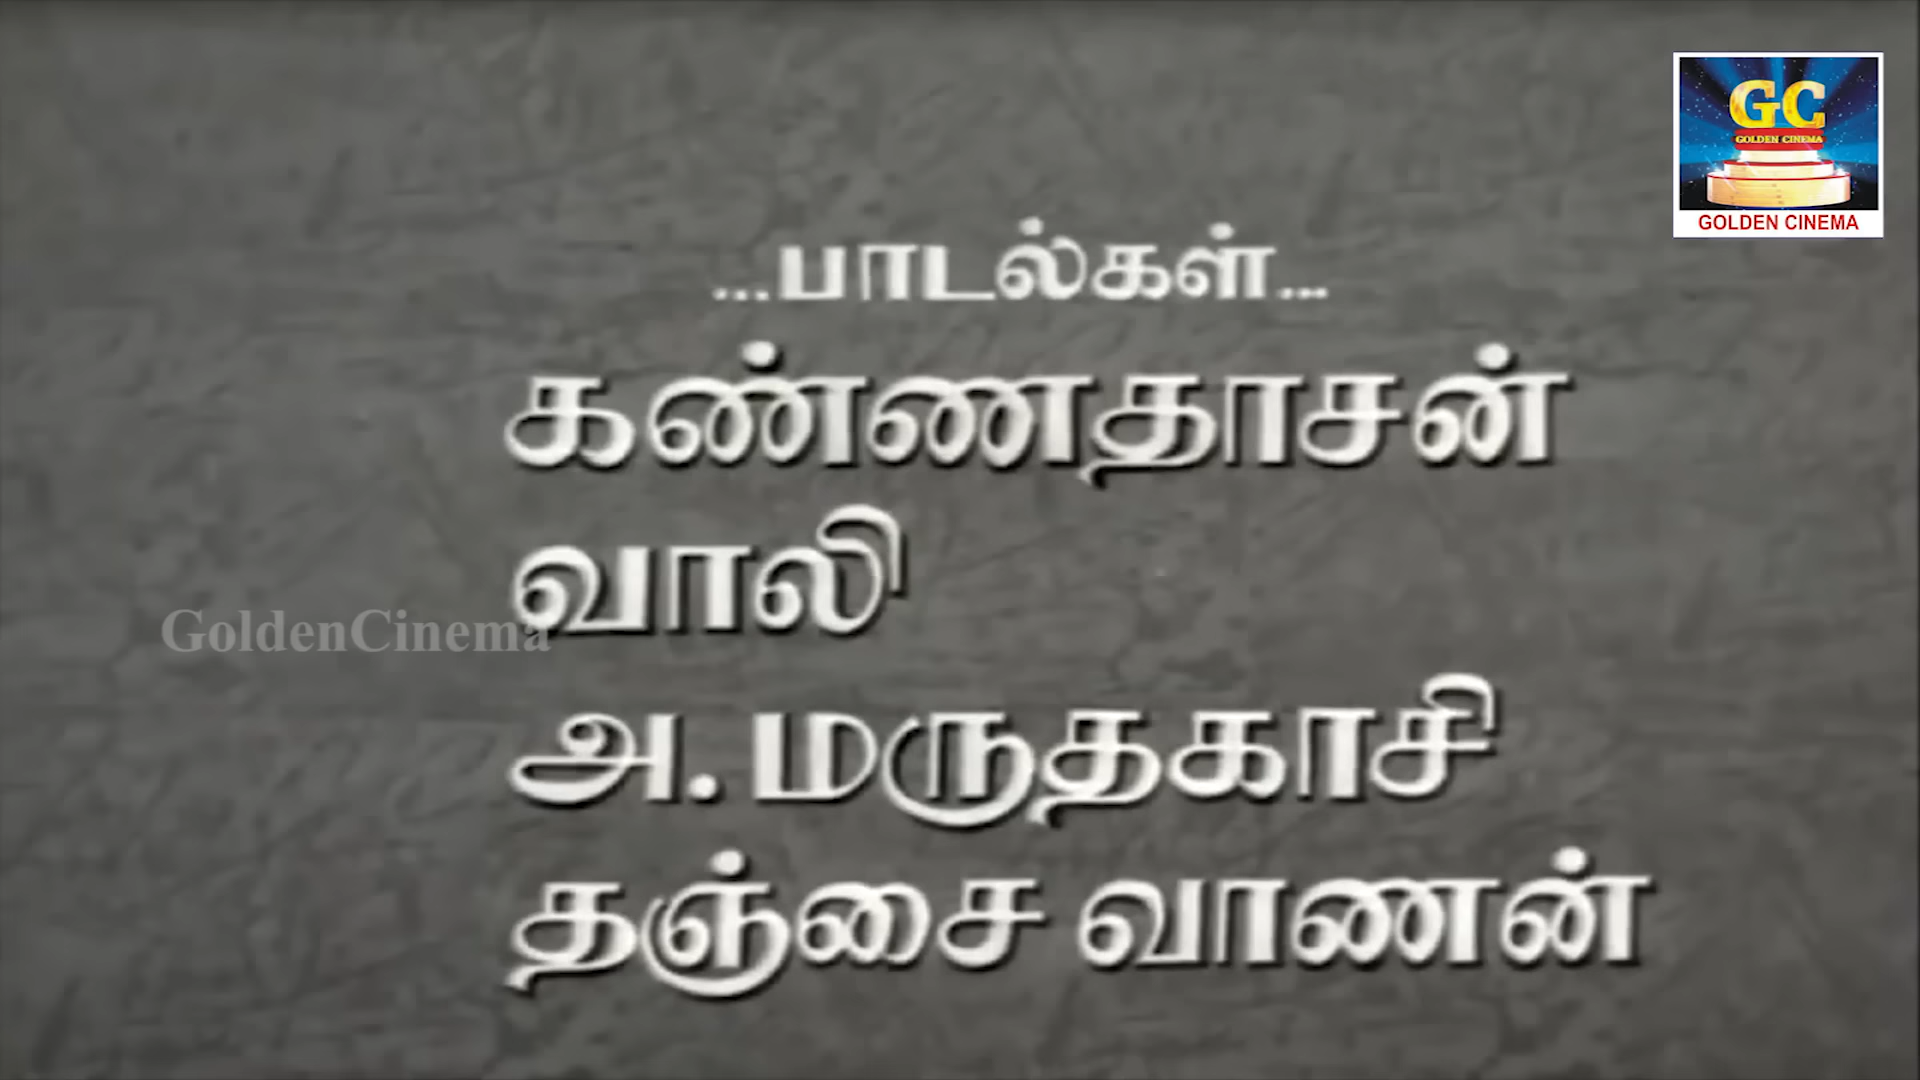 GC
GOLDEN CINEMA
GOLDEN CINEMA
...பாடல்கள்...
கண்ணதாசன்
வாலி
GoldenCinema
அ. மருதகாசி
தஞ்சை வாணன்